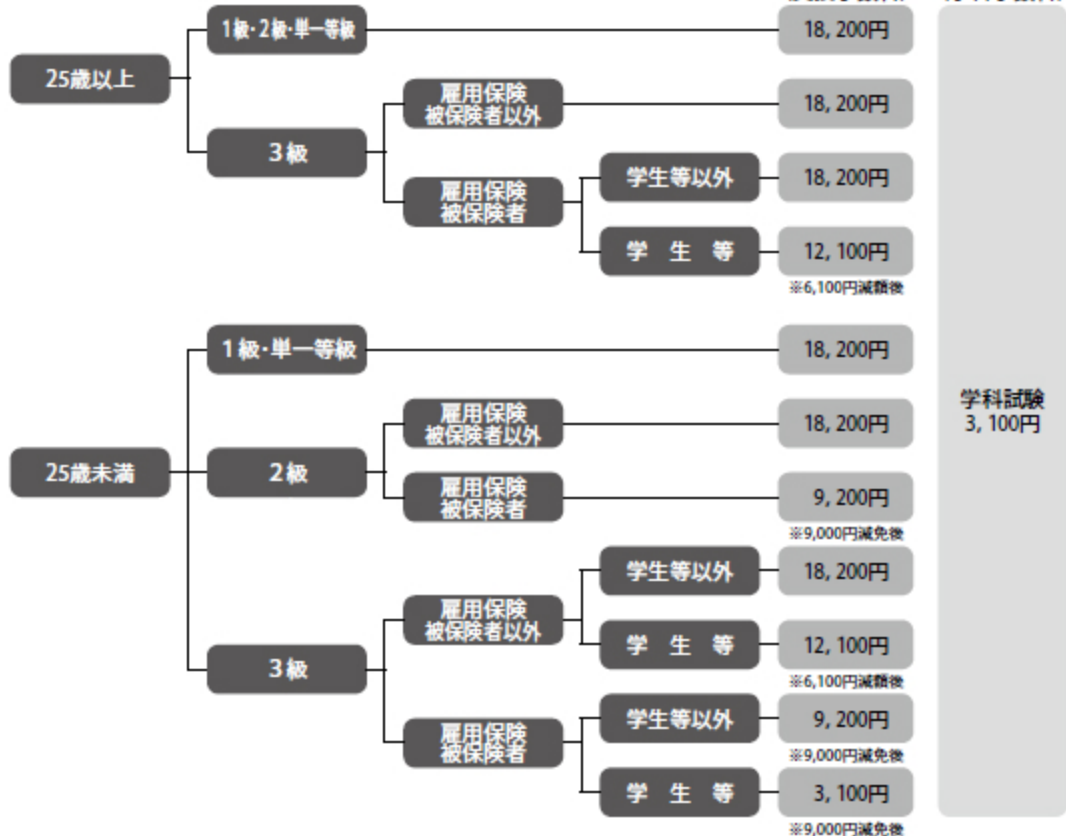 1級・2級・単一等級
18,200円
25歳以上
雇用保険
被保険者以外
18,200円
3級
雇用保険
被保険者
学生等以外
18,200円
学 生 等
12,100円
※6,100円減額後
1級・単一等級
18,200円
雇用保険
被保険者以外
18,200円
25歳未満
2級
雇用保険
被保険者
9,200円
※9,000円減免後
学生等以外
18,200円
雇用保険
被保険者以外
学 生 等
12,100円
※6,100円減額後
3級
学生等以外
9,200円
※9,000円減免後
雇用保険
被保険者
学 生 等
3,100円
※9,000円減免後
学科試験
3,100円